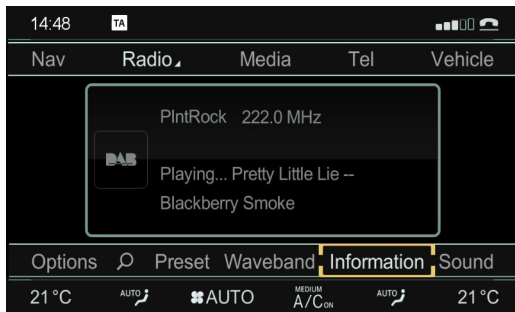 14:48 TA
Nav Radio Media Tel Vehicle
PlntRock 222.0 MHz
DAB
Playing... Pretty Little Lie --
Blackberry Smoke
Options Preset Waveband Information Sound
21 °C AUTO AUTO MEDIUM A/C ON AUTO 21 °C